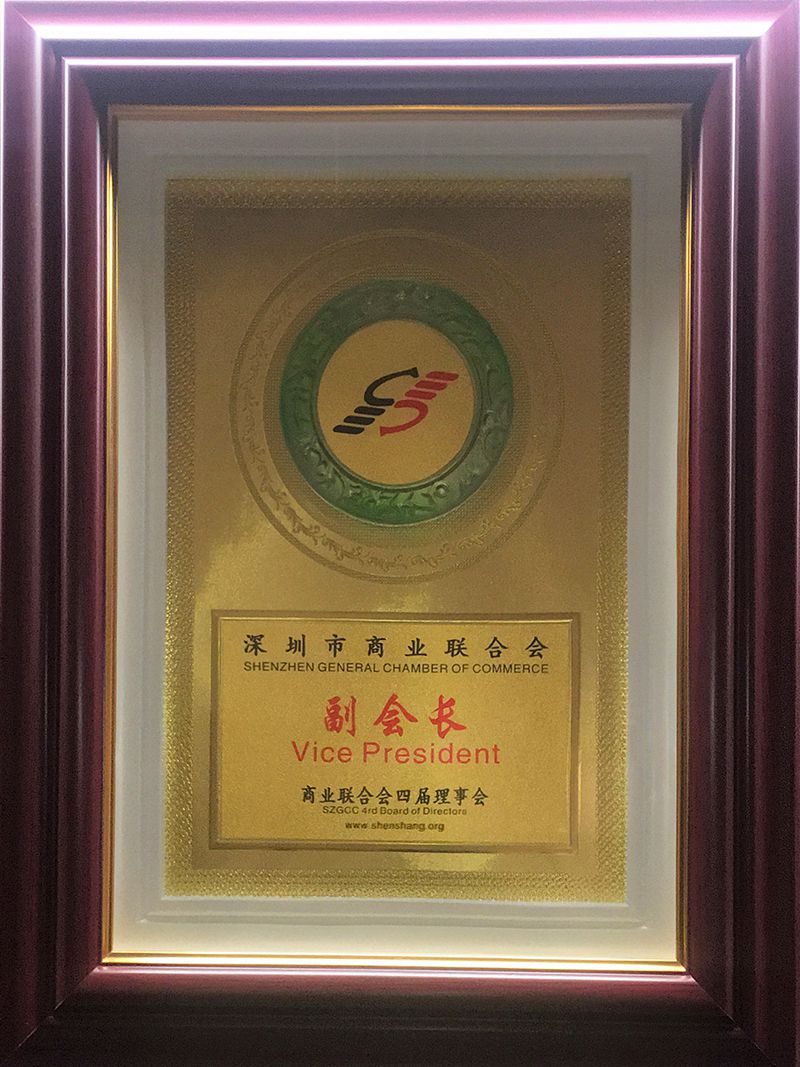 深圳市商业联合会
SHENZHEN GENERAL CHAMBER OF COMMERCE
副会长
Vice President
商业联合会四届理事会
SZGCC 4rd Board of Directors
www.shenshang.org